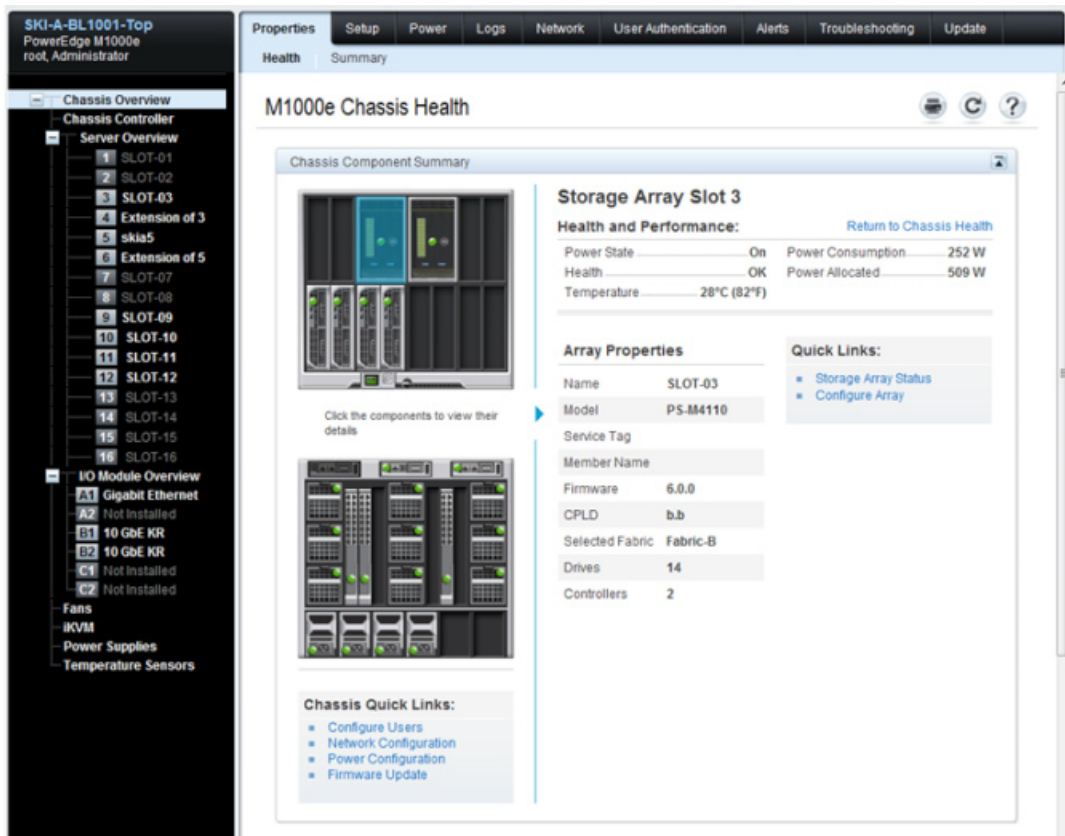 SKI-A-BL1001-Top
PowerEdge M1000e
root, Administrator
Properties Setup Power Logs Network User Authentication Alerts Troubleshooting Update
Health Summary
Chassis Overview
Chassis Controller
Server Overview
1 SLOT-01
2 SLOT-02
3 SLOT-03
4 Extension of 3
5 skia5
6 Extension of 5
7 SLOT-07
8 SLOT-08
9 SLOT-09
10 SLOT-10
11 SLOT-11
12 SLOT-12
13 SLOT-13
14 SLOT-14
15 SLOT-15
16 SLOT-16
I/O Module Overview
A1 Gigabit Ethernet
A2 Not Installed
B1 10 GbE KR
B2 10 GbE KR
C1 Not Installed
C2 Not Installed
Fans
iKVM
Power Supplies
Temperature Sensors
M1000e Chassis Health
Chassis Component Summary
Click the components to view their
details
Chassis Quick Links:
Configure Users
Network Configuration
Power Configuration
Firmware Update
Storage Array Slot 3
Health and Performance: Return to Chassis Health
Power State On Power Consumption 252 W
Health OK Power Allocated 509 W
Temperature 28°C (82°F)
Array Properties
Name SLOT-03
Model PS-M4110
Service Tag
Member Name
Firmware 6.0.0
CPLD b.b
Selected Fabric Fabric-B
Drives 14
Controllers 2
Quick Links:
Storage Array Status
Configure Array